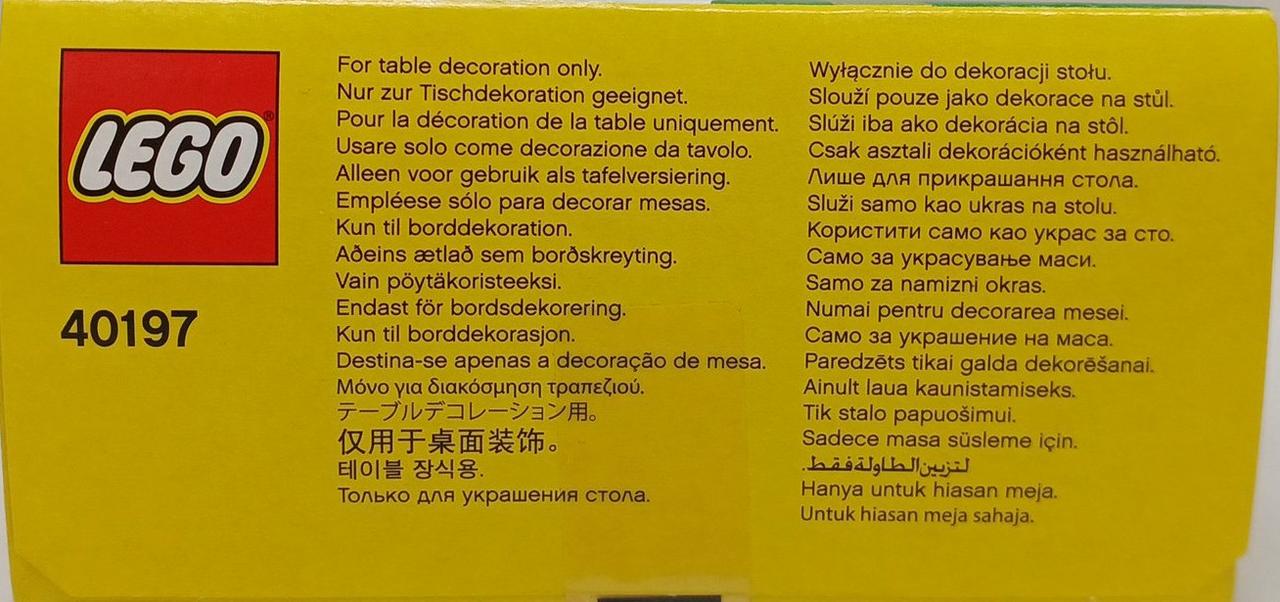 LEGO®
40197
For table decoration only.
Nur zur Tischdekoration geeignet.
Pour la décoration de la table uniquement.
Usare solo come decorazione da tavolo.
Alleen voor gebruik als tafelversiering.
Empléese sólo para decorar mesas.
Kun til borddekoration.
Aðeins ætlað sem borðskreyting.
Vain pöytäkoristeeksi.
Endast för bordsdekorering.
Kun til borddekorasjon.
Destina-se apenas a decoração de mesa.
Μόνο για διακόσμηση τραπεζιού.
テーブルデコレーション用。
仅用于桌面装饰。
테이블 장식용.
Только для украшения стола.
Wyłącznie do dekoracji stołu.
Slouží pouze jako dekorace na stůl.
Slúži iba ako dekorácia na stôl.
Csak asztali dekorációként használható.
Лише для прикрашання стола.
Služi samo kao ukras na stolu.
Користити само као украс за сто.
Само за украсување маси.
Samo za namizni okras.
Numai pentru decorarea mesei.
Само за украшение на маса.
Paredzēts tikai galda dekorēšanai.
Ainult laua kaunistamiseks.
Tik stalo papuošimui.
Sadece masa süsleme için.
لتزيين الطاولة فقط.
Hanya untuk hiasan meja.
Untuk hiasan meja sahaja.